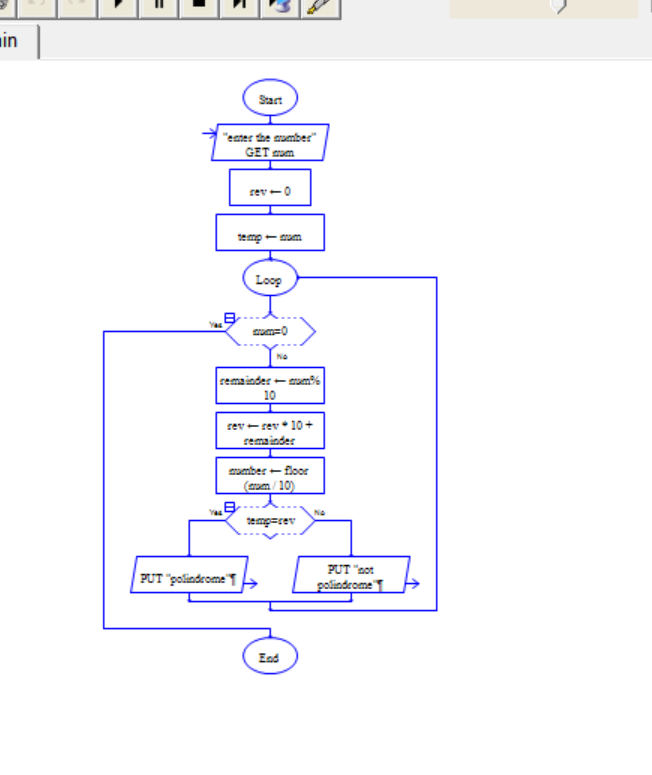 in
Start
"enter the number"
GET num
rev ← 0
temp ← num
Loop
Yes
num=0
No
remainder ← num%
10
rev ← rev * 10 +
remainder
number ← floor
(num / 10)
Yes
temp=rev
No
PUT "polindrome"¶
PUT "not
polindrome"¶
End